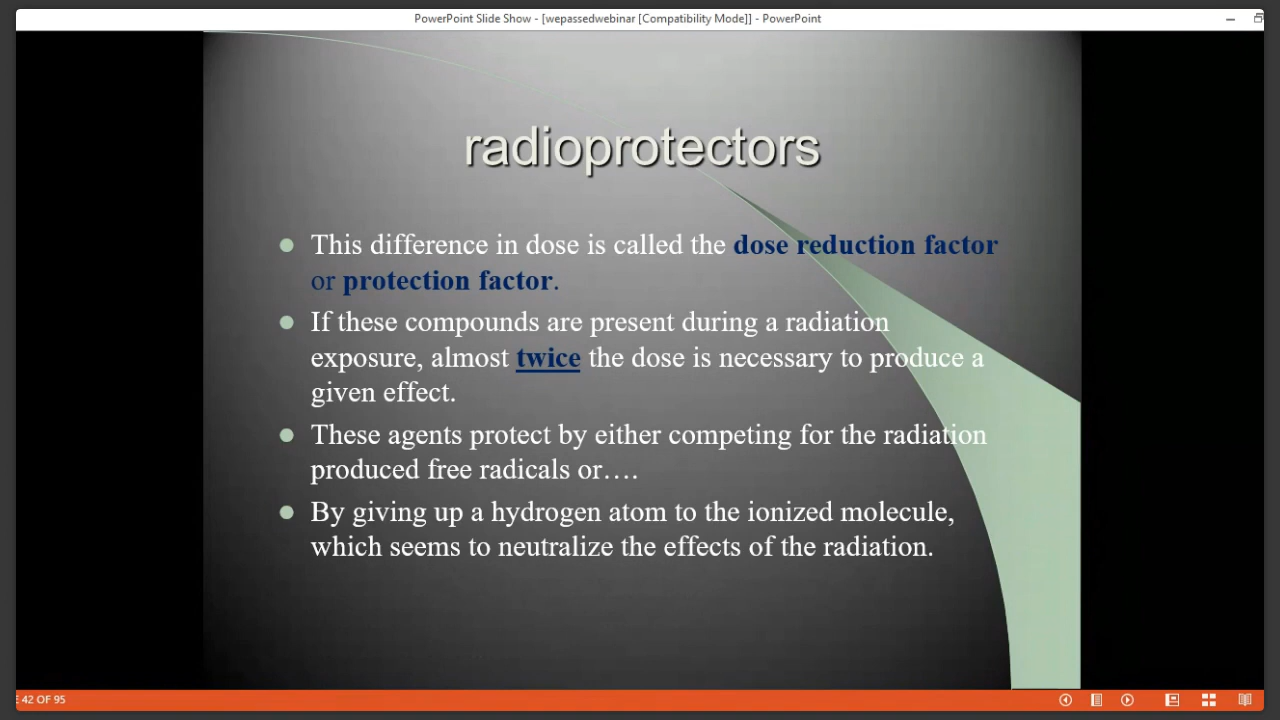 PowerPoint Slide Show - [wepassedwebinar [Compatibility Mode]] - PowerPoint
radioprotectors
This difference in dose is called the dose reduction factor
or protection factor.
If these compounds are present during a radiation
exposure, almost twice the dose is necessary to produce a
given effect.
These agents protect by either competing for the radiation
produced free radicals or….
By giving up a hydrogen atom to the ionized molecule,
which seems to neutralize the effects of the radiation.
E 42 OF 95